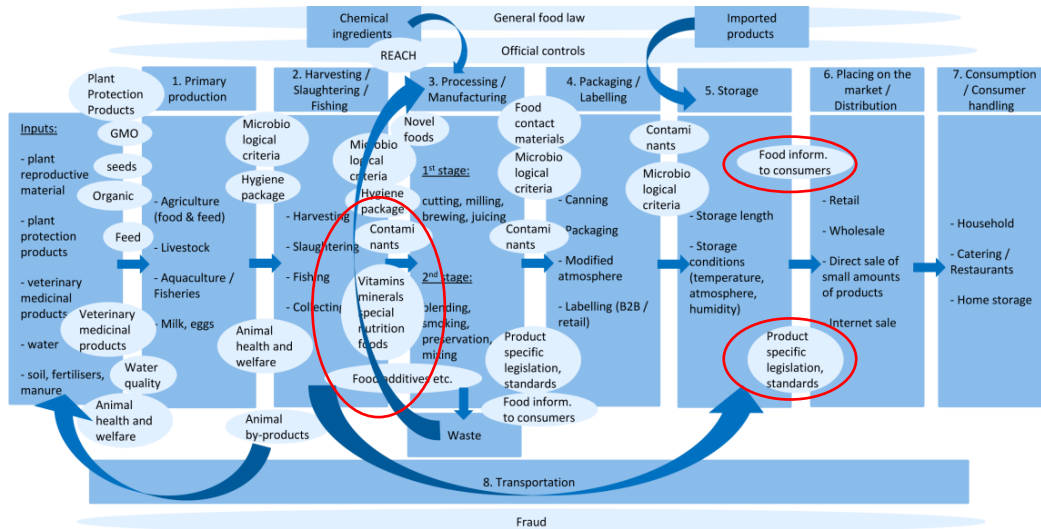 General food law
Chemical
ingredients
Imported
products
Official controls
REACH
Plant
Protection
Products
1. Primary
production
2. Harvesting /
Slaughtering /
Fishing
3. Processing /
Manufacturing
4. Packaging /
Labelling
5. Storage
6. Placing on the
market /
Distribution
7. Consumption
/ Consumer
handling
Inputs:
- plant
reproductive
material
- plant
protection
products
- veterinary
medicinal
products
- water
- soil, fertilisers,
manure
GMO
seeds
Organic
Feed
Veterinary
medicinal
products
Water
quality
Animal
health and
welfare
- Agriculture
(food & feed)
- Livestock
- Aquaculture /
Fisheries
- Milk, eggs
Microbio
logical
criteria
Hygiene
package
Animal
health and
welfare
Animal
by-products
- Harvesting
- Slaughtering
- Fishing
- Collecting
Novel
foods
Microbio
logical
criteria
Hygiene
package
Contami
nants
Vitamins
minerals
special
nutrition
foods
Food additives etc.
1st stage:
cutting, milling,
brewing, juicing
2nd stage:
blending,
smoking,
preservation,
mixing
Waste
Food
contact
materials
Microbio
logical
criteria
Contami
nants
Product
specific
legislation,
standards
Food inform.
to consumers
- Canning
- Packaging
- Modified
atmosphere
- Labelling (B2B /
retail)
Contami
nants
Microbio
logical
criteria
- Storage length
- Storage
conditions
(temperature,
atmosphere,
humidity)
Food inform.
to consumers
Product
specific
legislation,
standards
- Retail
- Wholesale
- Direct sale of
small amounts
of products
- Internet sale
- Household
- Catering /
Restaurants
- Home storage
8. Transportation
Fraud